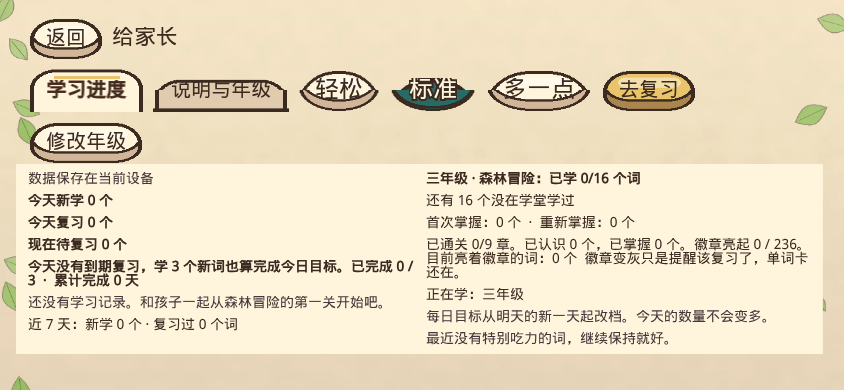 返回 给家长
学习进度 说明与年级 轻松 标准 多一点 去复习
修改年级
数据保存在当前设备
今天新学 0 个
今天复习 0 个
现在待复习 0 个
今天没有到期复习，学 3 个新词也算完成今日目标。已完成 0 /
3 · 累计完成 0 天
还没有学习记录。和孩子一起从森林冒险的第一关开始吧。
近 7 天：新学 0 个 · 复习过 0 个词
三年级 · 森林冒险：已学 0/16 个词
还有 16 个没在学堂学过
首次掌握：0 个 · 重新掌握：0 个
已通关 0/9 章。已认识 0 个，已掌握 0 个。徽章亮起 0 / 236。
目前亮着徽章的词：0 个 徽章变灰只是提醒该复习了，单词卡
还在。
正在学：三年级
每日目标从明天的新一天起改档。今天的数量不会变多。
最近没有特别吃力的词，继续保持就好。